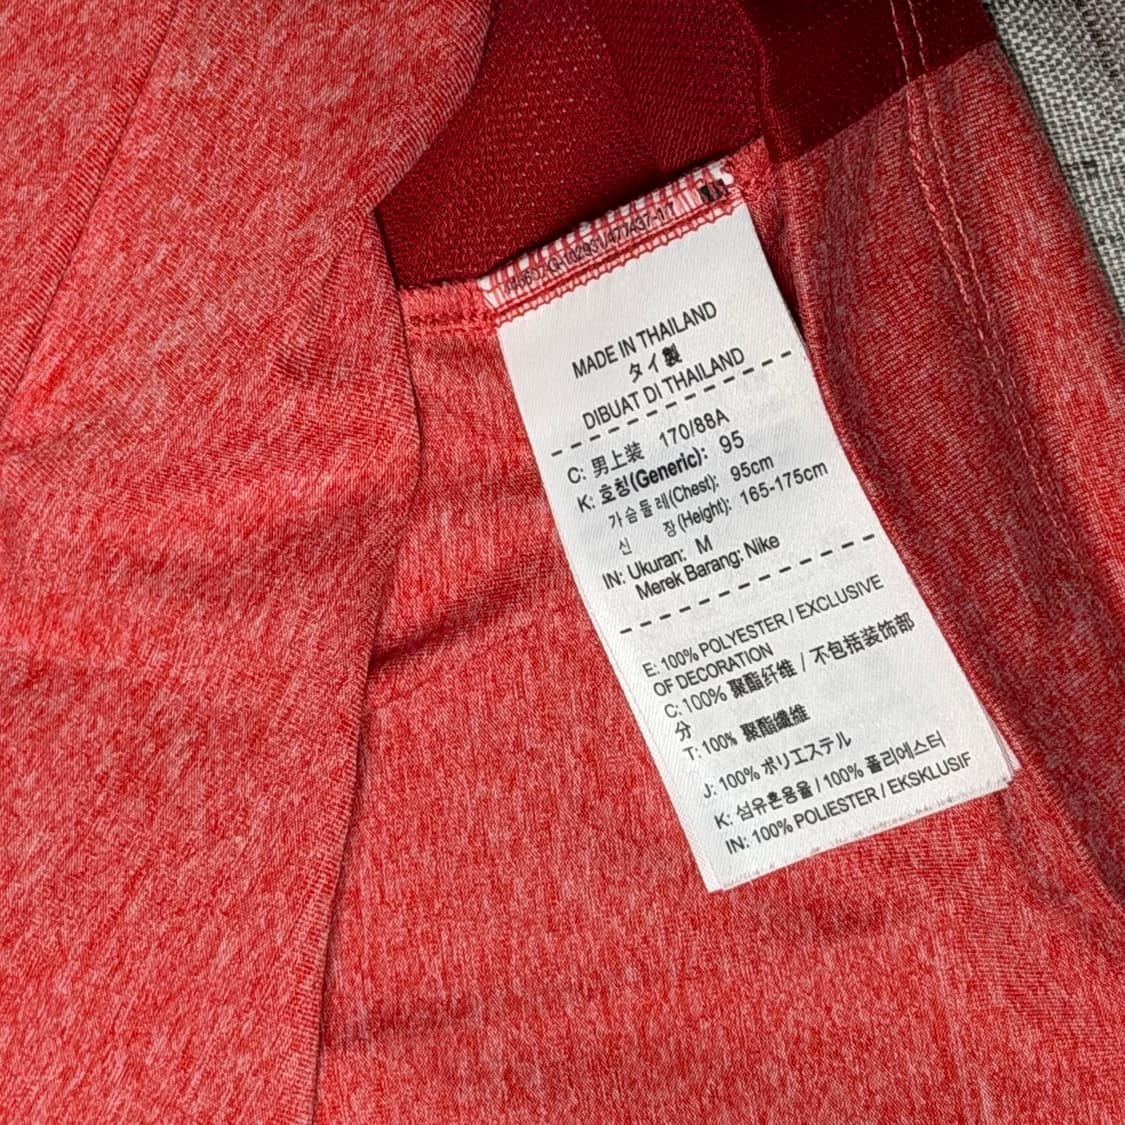 MADE IN THAILAND
タイ製
DIBUAT DI THAILAND
C: 男上装 170/88A
K: 호칭(Generic): 95
가슴둘레(Chest): 95cm
신 장(Height): 165-175cm
IN: Ukuran: M
Merek Barang: Nike
E: 100% POLYESTER / EXCLUSIVE
OF DECORATION
C: 100% 聚酯纤维 / 不包括装饰部
分
T: 100% 聚酯纖維
J: 100% ポリエステル
K: 섬유혼용율 / 100% 폴리에스터
IN: 100% POLIESTER / EKSKLUSIF